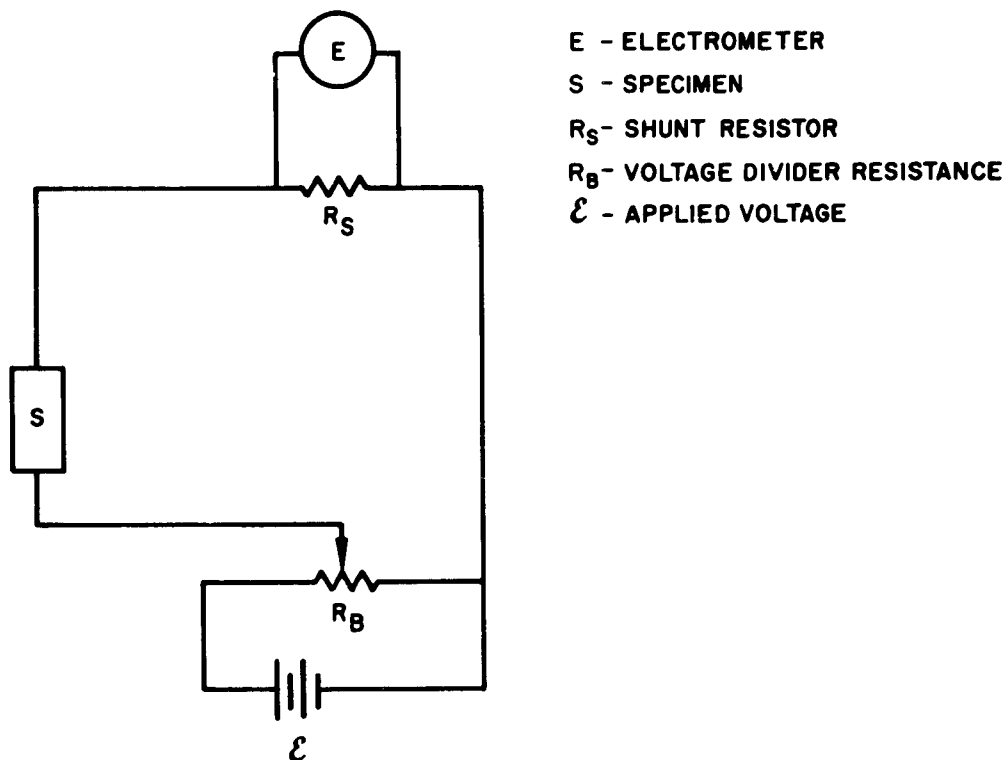 E
E - ELECTROMETER
S - SPECIMEN
R_S- SHUNT RESISTOR
R_B- VOLTAGE DIVIDER RESISTANCE
ℰ - APPLIED VOLTAGE
R_S
S
R_B
ℰ